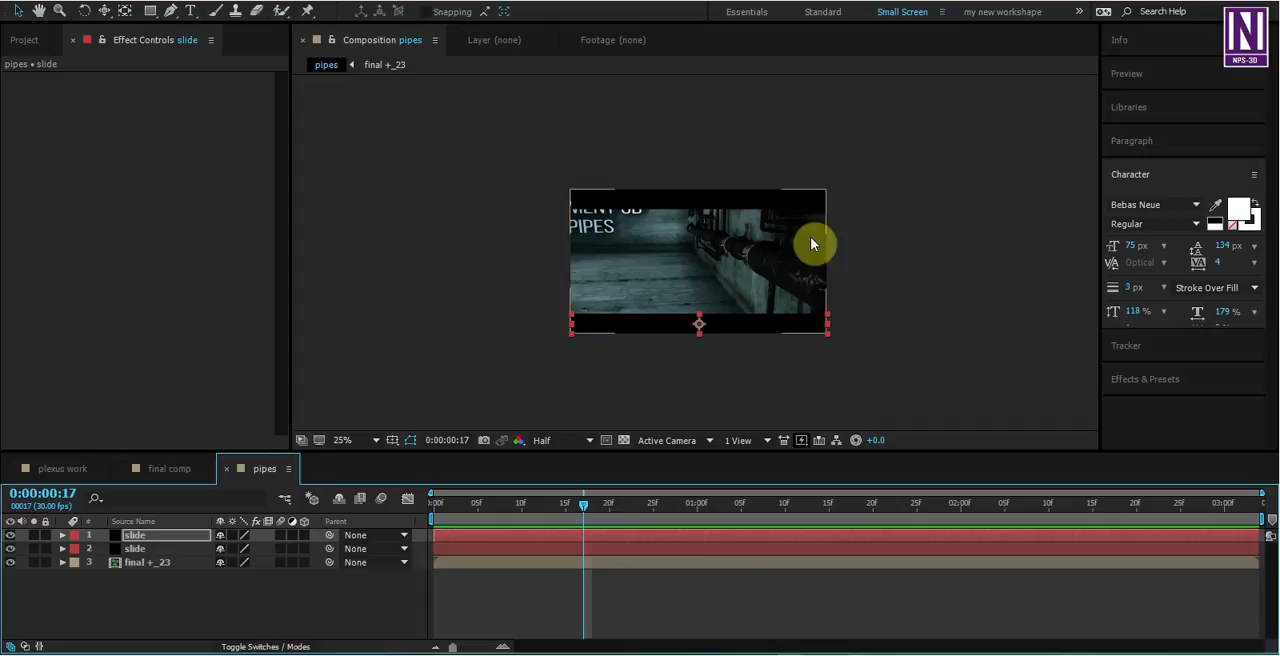 Snapping
Essentials
Standard
Small Screen
my new workshape
Search Help
NPS-3D
Project
Effect Controls slide
Composition pipes
Layer (none)
Footage (none)
Info
pipes • slide
pipes
final +_23
Preview
Libraries
Paragraph
Character
Bebas Neue
Regular
75 px
134 px
Optical
4
3 px
Stroke Over Fill
118 %
179 %
Tracker
Effects & Presets
PIPES
25%
0:00:00:17
Half
Active Camera
1 View
+0.0
plexus work
final comp
pipes
0:00:00:17
00017 (30.00 fps)
:00f
05f
10f
15f
20f
25f
01:00f
05f
10f
15f
20f
25f
02:00f
05f
10f
15f
20f
25f
03:00f
#
Source Name
Parent
1
slide
None
2
slide
None
3
final +_23
None
Toggle Switches / Modes